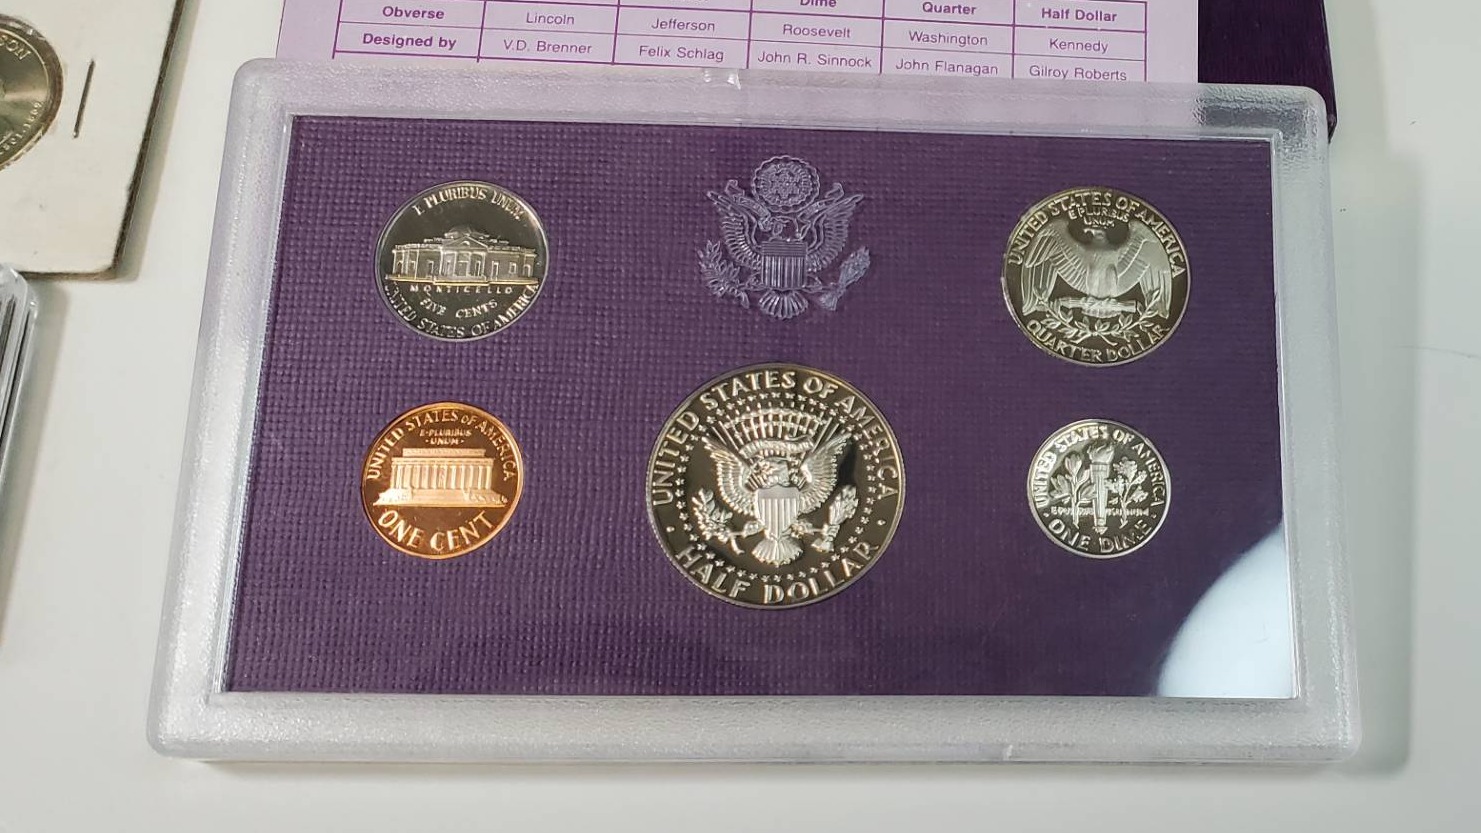 Dime Quarter Half Dollar
Obverse Lincoln Jefferson Roosevelt Washington Kennedy
Designed by V.D. Brenner Felix Schlag John R. Sinnock John Flanagan Gilroy Roberts
E PLURIBUS UNUM
MONTICELLO
FIVE CENTS
UNITED STATES OF AMERICA
UNITED STATES OF AMERICA
E PLURIBUS
UNUM
QUARTER DOLLAR
UNITED STATES OF AMERICA
E·PLURIBUS
·UNUM·
ONE CENT
UNITED STATES OF AMERICA
HALF DOLLAR
UNITED STATES OF AMERICA
E PLURIBUS UNUM
ONE DIME